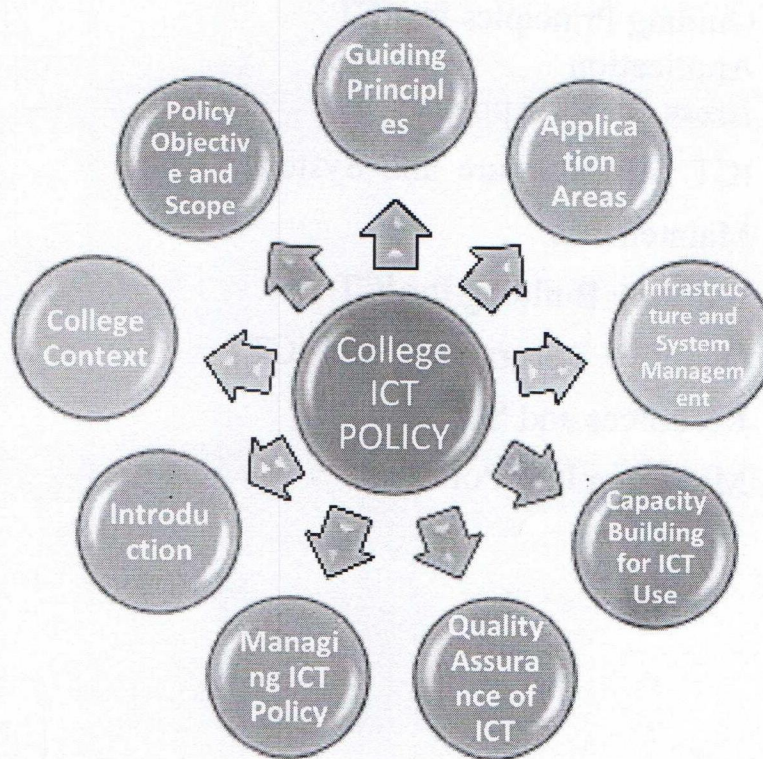 Guiding
Principl
es
Applica
tion
Areas
Infrastruc
ture and
System
Managem
ent
Capacity
Building
for ICT
Use
Quality
Assura
nce of
ICT
Managi
ng ICT
Policy
Introdu
ction
College
Context
Policy
Objectiv
e and
Scope
College
ICT
POLICY